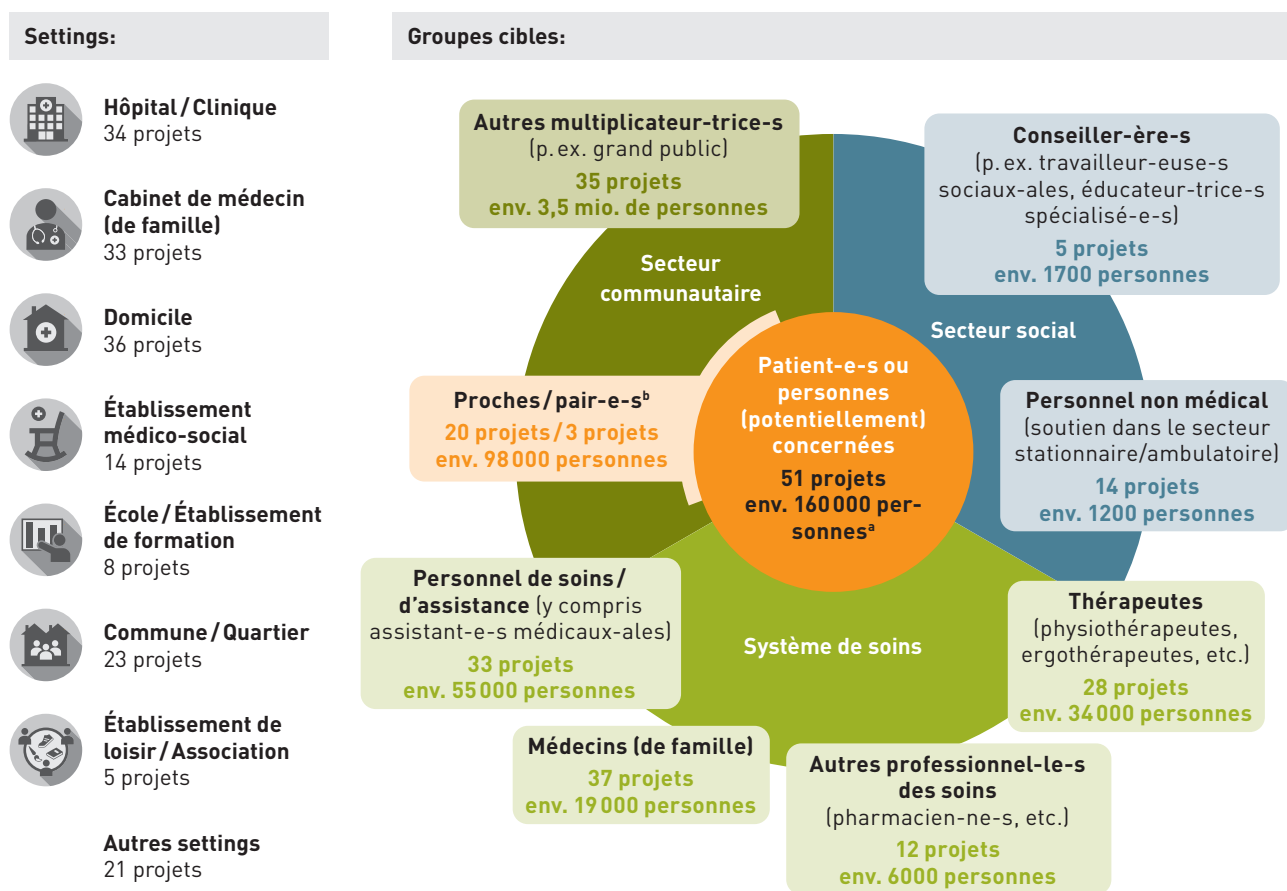 Settings:
Hôpital / Clinique
34 projets
Cabinet de médecin
(de famille)
33 projets
Domicile
36 projets
Établissement
médico-social
14 projets
École / Établissement
de formation
8 projets
Commune / Quartier
23 projets
Établissement de
loisir / Association
5 projets
Autres settings
21 projets
Groupes cibles:
Autres multiplicateur-trice-s
(p. ex. grand public)
35 projets
env. 3,5 mio. de personnes
Conseiller-ère-s
(p. ex. travailleur-euse-s
sociaux-ales, éducateur-trice-s
spécialisé-e-s)
5 projets
env. 1700 personnes
Secteur
communautaire
Secteur social
Patient-e-s ou
personnes
(potentiellement)
concernées
51 projets
env. 160 000 per-
sonnesᵃ
Proches / pair-e-sᵇ
20 projets / 3 projets
env. 98 000 personnes
Personnel non médical
(soutien dans le secteur
stationnaire/ambulatoire)
14 projets
env. 1200 personnes
Personnel de soins /
d'assistance (y compris
assistant-e-s médicaux-ales)
33 projets
env. 55 000 personnes
Système de soins
Thérapeutes
(physiothérapeutes,
ergothérapeutes, etc.)
28 projets
env. 34 000 personnes
Médecins (de famille)
37 projets
env. 19 000 personnes
Autres professionnel-le-s
des soins
(pharmacien-ne-s, etc.)
12 projets
env. 6000 personnes